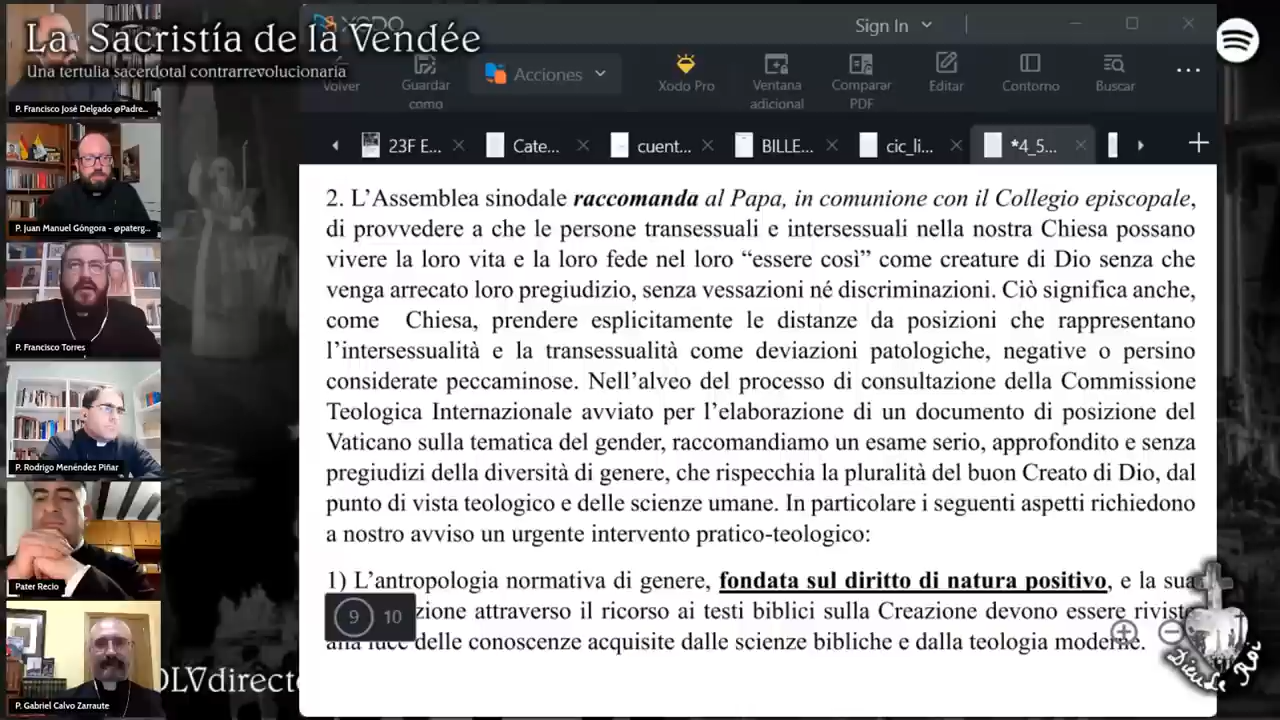 La Sacristía de la Vendée
Una tertulia sacerdotal contrarrevolucionaria
P. Francisco José Delgado @Padre...
P. Juan Manuel Góngora - @paterg...
P. Francisco Torres
P. Rodrigo Menéndez Piñar
Pater Recio
P. Gabriel Calvo Zarraute
XODO
Sign In
Volver
Guardar como
Acciones
Xodo Pro
Ventana adicional
Comparar PDF
Editar
Contorno
Buscar
23F E...
Cate...
cuent...
BILLE...
cic_li...
*4_5...
2. L’Assemblea sinodale raccomanda al Papa, in comunione con il Collegio episcopale,
di provvedere a che le persone transessuali e intersessuali nella nostra Chiesa possano
vivere la loro vita e la loro fede nel loro “essere così” come creature di Dio senza che
venga arrecato loro pregiudizio, senza vessazioni né discriminazioni. Ciò significa anche,
come Chiesa, prendere esplicitamente le distanze da posizioni che rappresentano
l’intersessualità e la transessualità come deviazioni patologiche, negative o persino
considerate peccaminose. Nell’alveo del processo di consultazione della Commissione
Teologica Internazionale avviato per l’elaborazione di un documento di posizione del
Vaticano sulla tematica del gender, raccomandiamo un esame serio, approfondito e senza
pregiudizi della diversità di genere, che rispecchia la pluralità del buon Creato di Dio, dal
punto di vista teologico e delle scienze umane. In particolare i seguenti aspetti richiedono
a nostro avviso un urgente intervento pratico-teologico:
1) L’antropologia normativa di genere, fondata sul diritto di natura positivo, e la sua
zione attraverso il ricorso ai testi biblici sulla Creazione devono essere riviste
alla luce delle conoscenze acquisite dalle scienze bibliche e dalla teologia moderne.
9 10
DLVdirecto
Dieu Le Roi